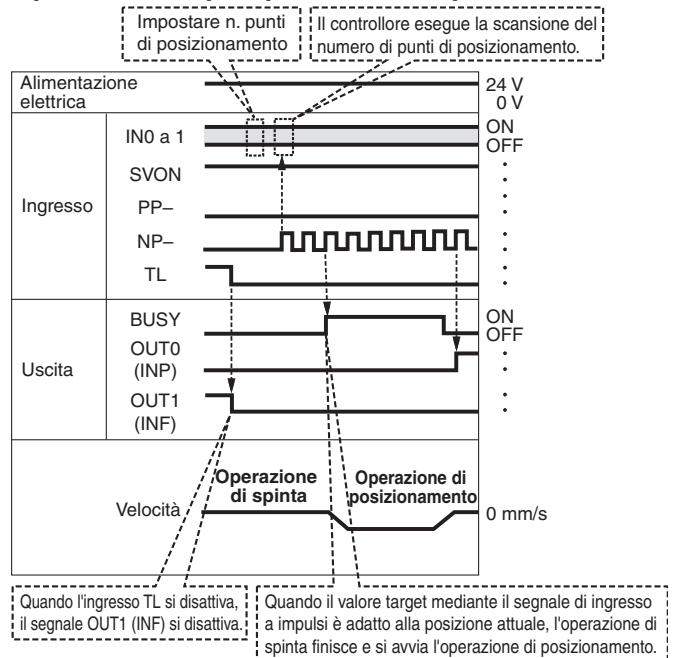 Impostare n. punti
di posizionamento
Il controllore esegue la scansione del
numero di punti di posizionamento.
Alimentazione
elettrica
24 V
0 V
Ingresso
IN0 a 1
ON
OFF
SVON
PP–
NP–
TL
Uscita
BUSY
ON
OFF
OUT0
(INP)
OUT1
(INF)
Velocità
Operazione
di spinta
Operazione di
posizionamento
0 mm/s
Quando l'ingresso TL si disattiva,
il segnale OUT1 (INF) si disattiva.
Quando il valore target mediante il segnale di ingresso
a impulsi è adatto alla posizione attuale, l'operazione di
spinta finisce e si avvia l'operazione di posizionamento.